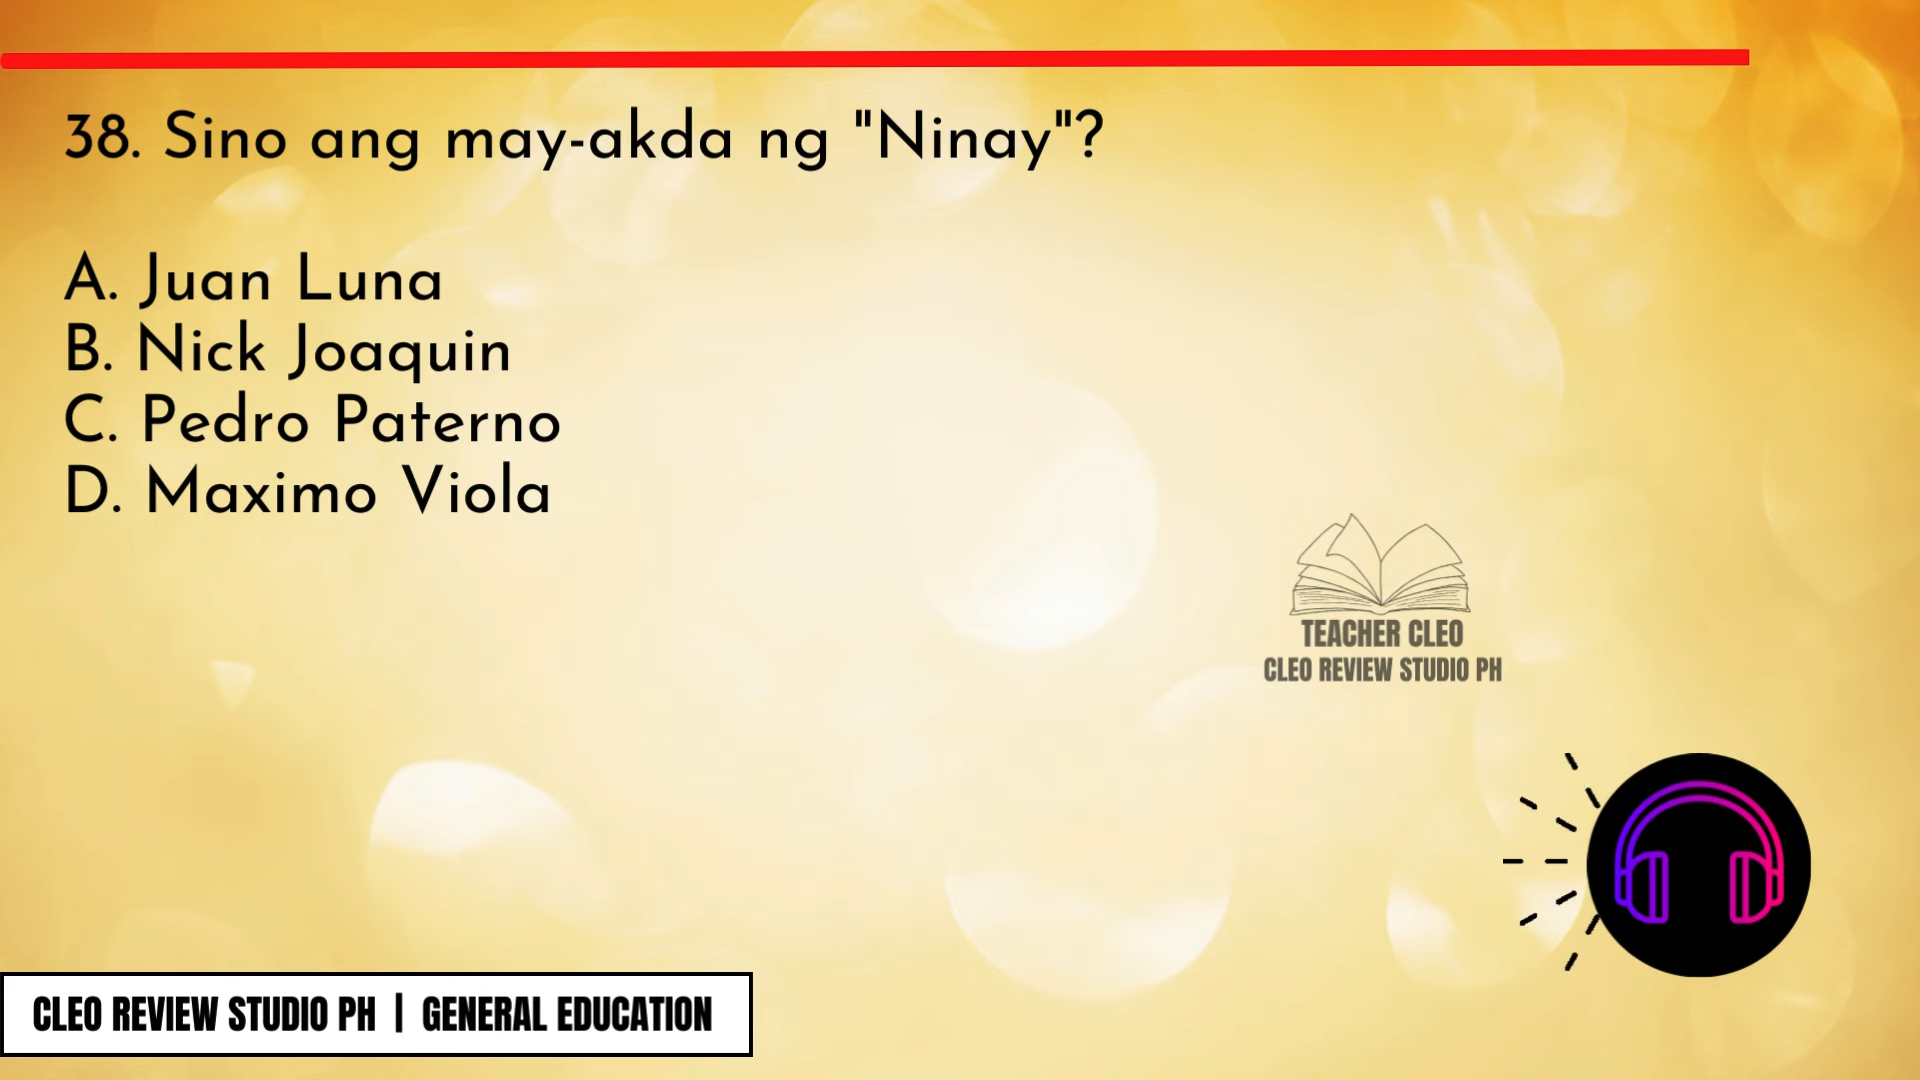 38. Sino ang may-akda ng "Ninay"?
A. Juan Luna
B. Nick Joaquin
C. Pedro Paterno
D. Maximo Viola
TEACHER CLEO
CLEO REVIEW STUDIO PH
CLEO REVIEW STUDIO PH | GENERAL EDUCATION